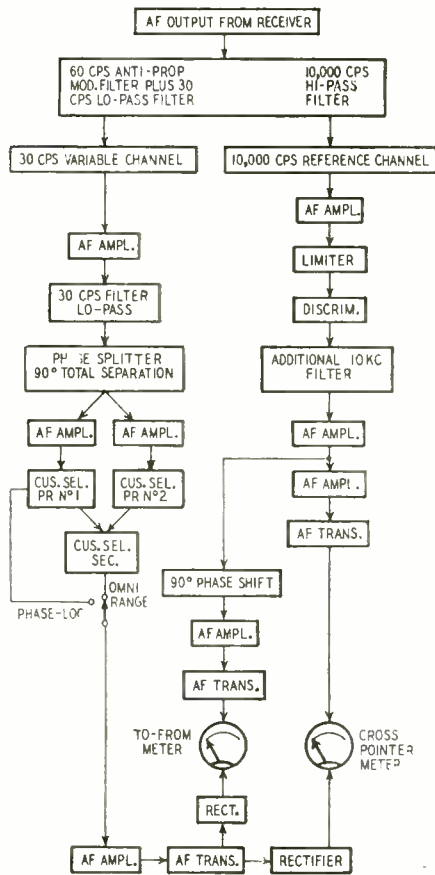 AF OUTPUT FROM RECEIVER
60 CPS ANTI-PROP
MOD. FILTER PLUS 30
CPS LO-PASS FILTER
10,000 CPS
HI-PASS
FILTER
30 CPS VARIABLE CHANNEL
10,000 CPS REFERENCE CHANNEL
AF AMPL.
LIMITER
DISCRIM.
AF AMPL.
30 CPS FILTER
LO-PASS
PHASE SPLITTER
90° TOTAL SEPARATION
ADDITIONAL 10KC
FILTER
AF AMPL.
AF AMPL.
AF AMPL.
AF AMPL.
CUS. SEL.
PR Nº1
CUS. SEL.
PR Nº2
AF TRANS.
CUS. SEL.
SEC.
OMNI
RANGE
PHASE-LOC
90° PHASE SHIFT
AF AMPL.
AF TRANS.
TO-FROM
METER
CROSS
POINTER
METER
RECT.
AF AMPL.
AF TRANS.
RECTIFIER